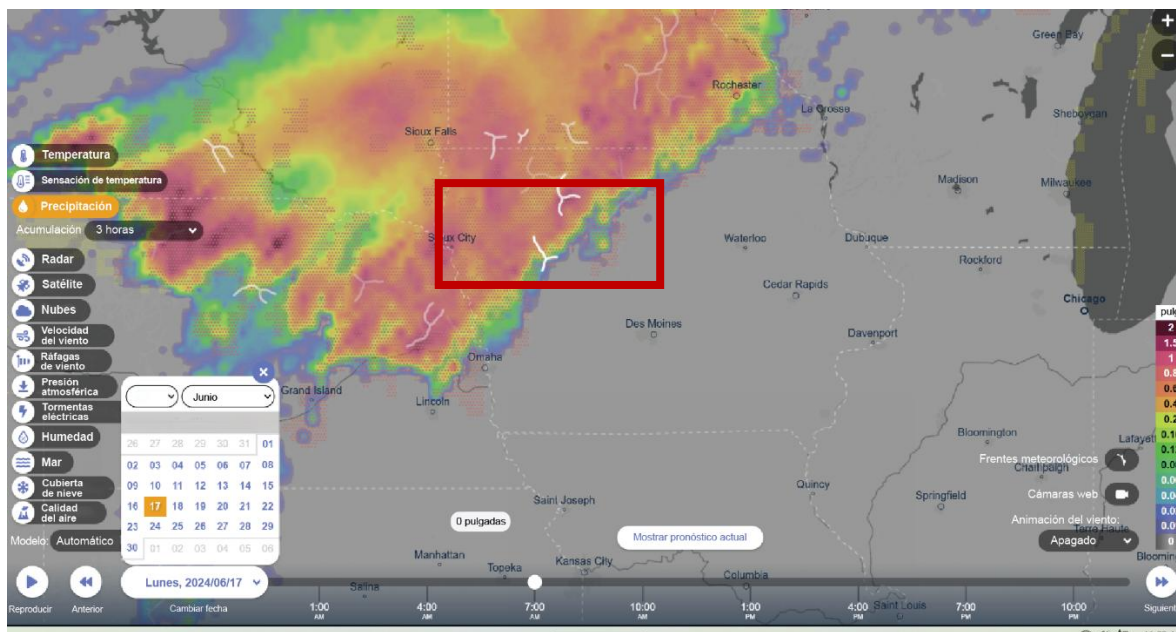 Green Bay
+
−
Rochester
La Crosse
Sheboygan
Sioux Falls
Temperatura
Sensación de temperatura
Madison
Milwaukee
Precipitación
Acumulación 3 horas
Sioux City
Waterloo
Dubuque
Radar
Rockford
Satélite
Cedar Rapids
Nubes
Chicago
Velocidad
del viento
Des Moines
Davenport
Ráfagas
de viento
Omaha
Presión
atmosférica
Grand Island
Lincoln
Junio
Tormentas
eléctricas
Humedad
Mar
Cubierta
de nieve
Calidad
del aire
Modelo: Automático
26 27 28 29 30 31 01
02 03 04 05 06 07 08
09 10 11 12 13 14 15
16 17 18 19 20 21 22
23 24 25 26 27 28 29
30 01 02 03 04 05 06
Bloomington
Frentes meteorológicos
Champaign
Quincy
Springfield
Cámaras web
Saint Joseph
0 pulgadas
Animación del viento:
Terre Haute
Mostrar pronóstico actual
Apagado
Manhattan
Topeka
Kansas City
Columbia
Lunes, 2024/06/17
Salina
Saint Louis
Reproducir
Anterior
Cambiar fecha
1:00
AM
4:00
AM
7:00
AM
10:00
AM
1:00
PM
4:00
PM
7:00
PM
10:00
PM